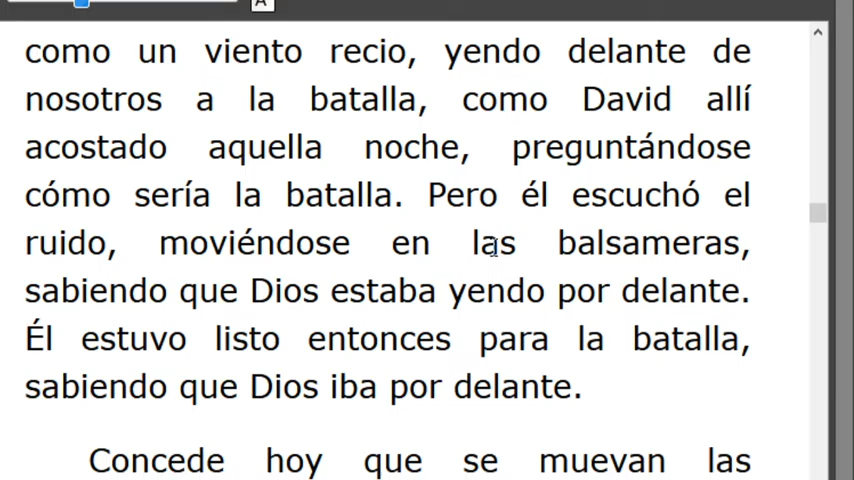 A
como un viento recio, yendo delante de
nosotros a la batalla, como David allí
acostado aquella noche, preguntándose
cómo sería la batalla. Pero él escuchó el
ruido, moviéndose en las balsameras,
sabiendo que Dios estaba yendo por delante.
Él estuvo listo entonces para la batalla,
sabiendo que Dios iba por delante.
Concede hoy que se muevan las